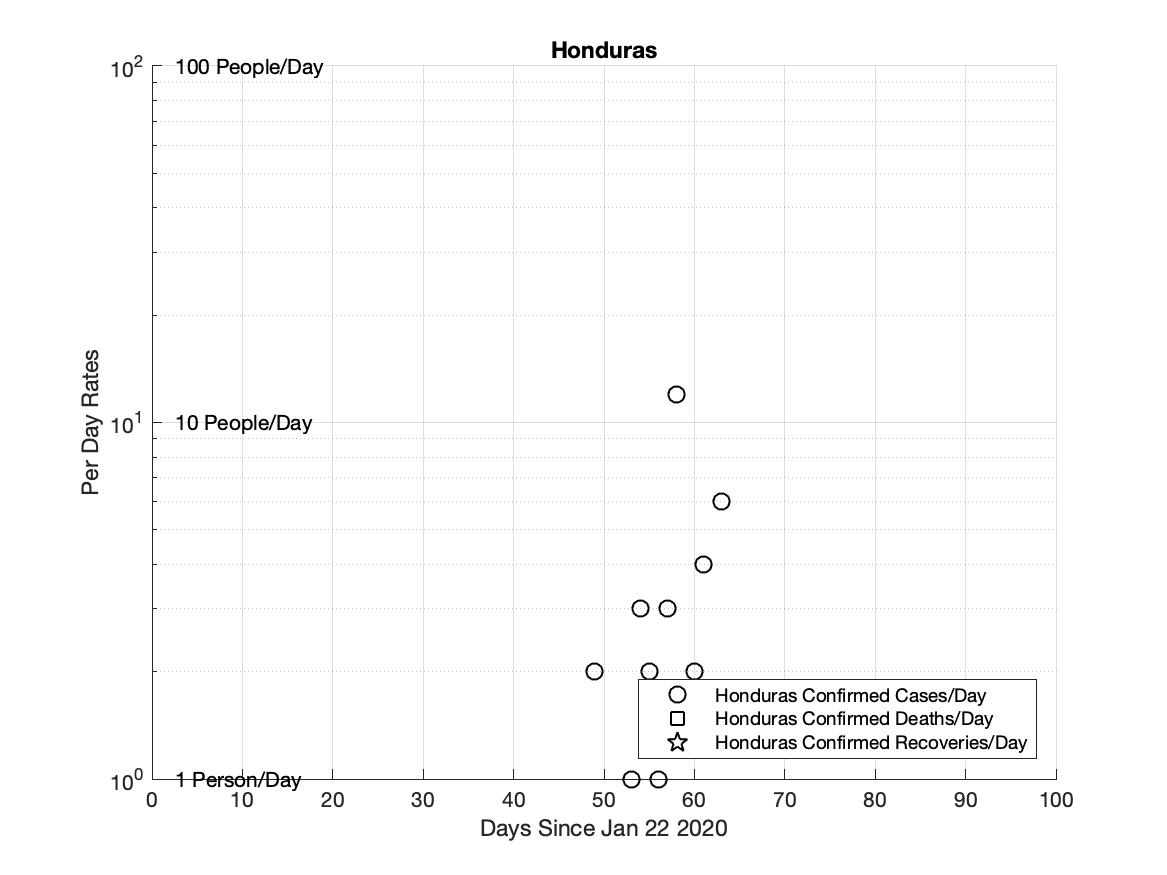 Honduras
10²
100 People/Day
10¹
10 People/Day
Per Day Rates
10⁰
1 Person/Day
Honduras Confirmed Cases/Day
Honduras Confirmed Deaths/Day
Honduras Confirmed Recoveries/Day
0 10 20 30 40 50 60 70 80 90 100
Days Since Jan 22 2020